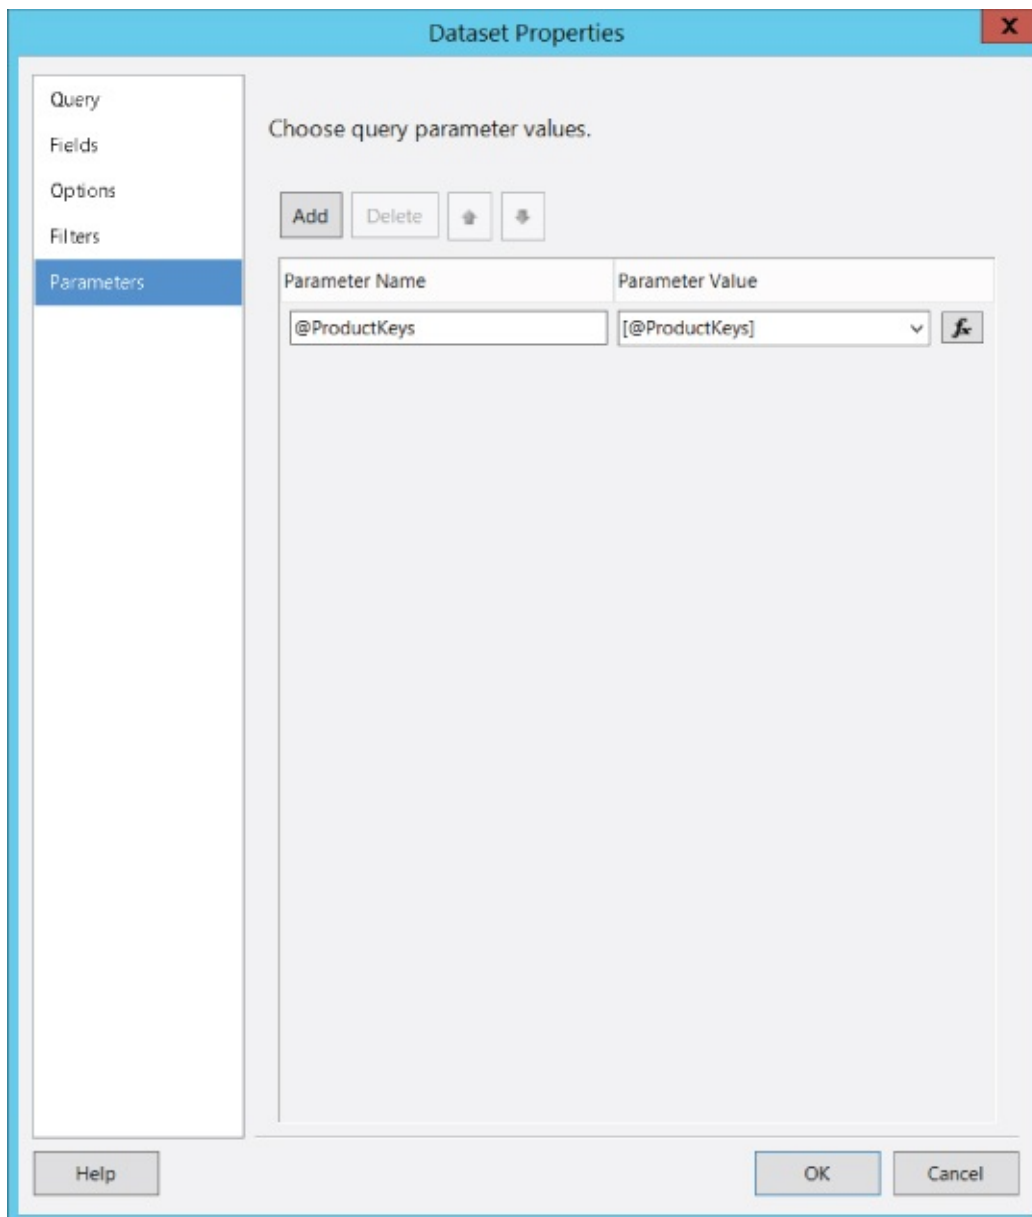 Dataset Properties
X
Query
Fields
Options
Filters
Parameters
Choose query parameter values.
Add
Delete
Parameter Name
Parameter Value
@ProductKeys
[@ProductKeys]
fx
Help
OK
Cancel